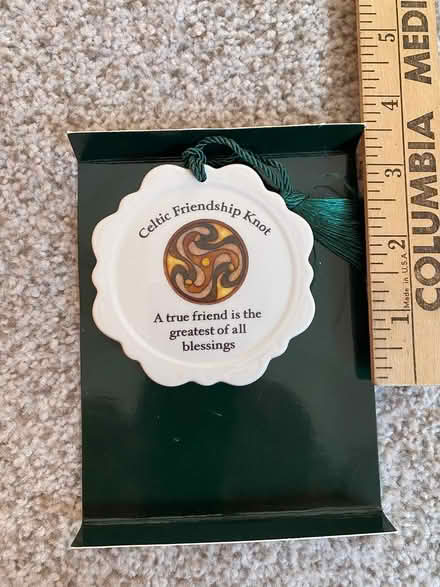 Celtic Friendship Knot
A true friend is the
greatest of all
blessings
1 2 3 4 5
Made in U.S.A.
COLUMBIA MEDI